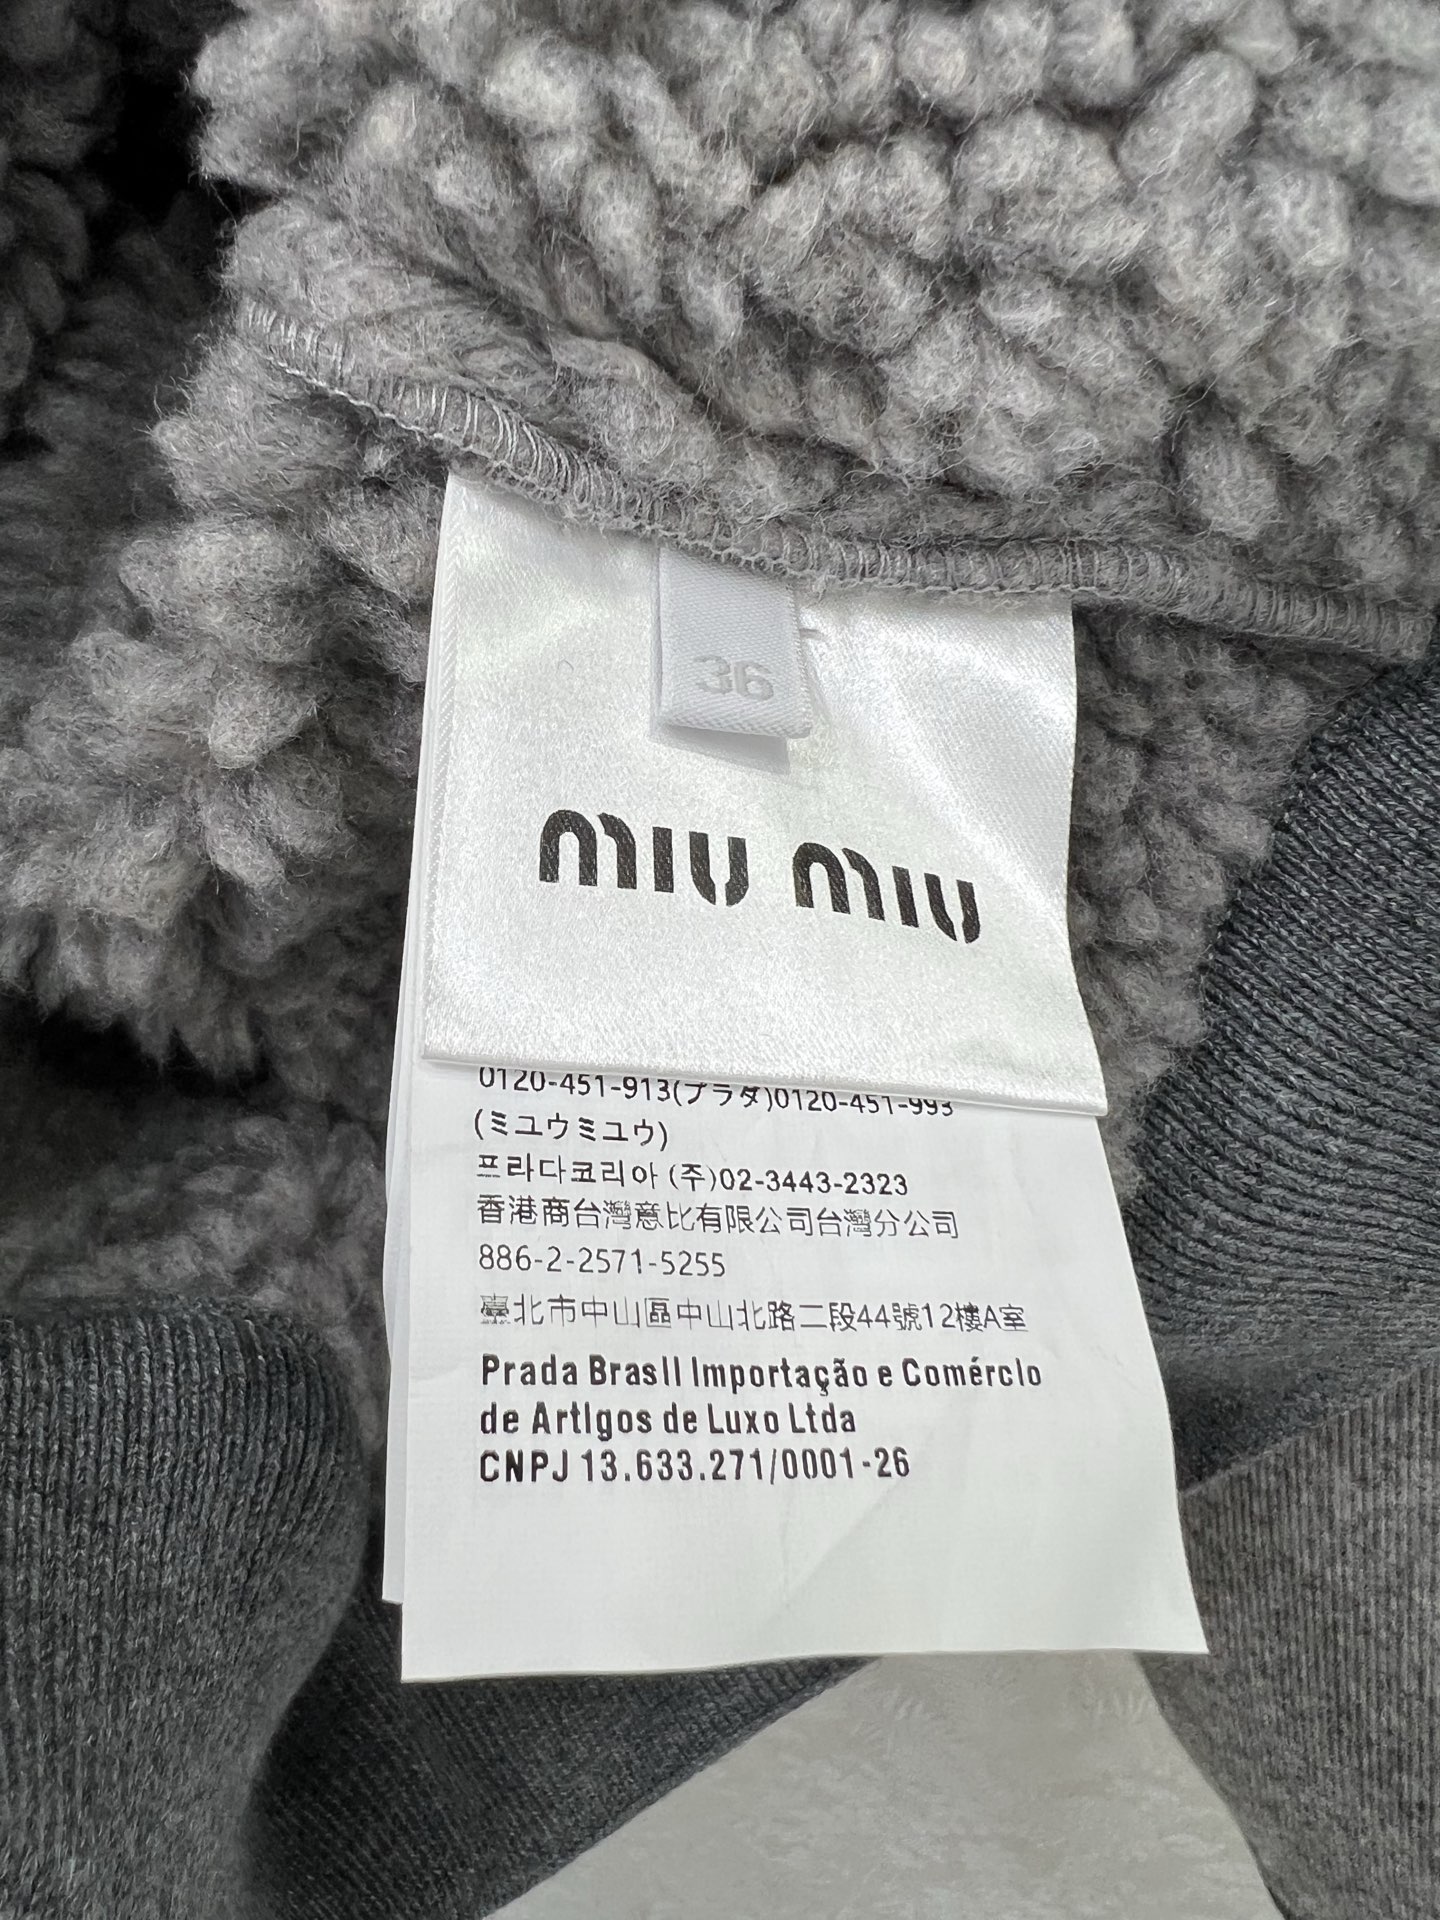 36
miu miu
0120-451-913(プラダ)0120-451-993
(ミユウミユウ)
프라다코리아 (주)02-3443-2323
香港商台灣意比有限公司台灣分公司
886-2-2571-5255
臺北市中山區中山北路二段44號12樓A室
Prada Brasil Importação e Comércio
de Artigos de Luxo Ltda
CNPJ 13.633.271/0001-26